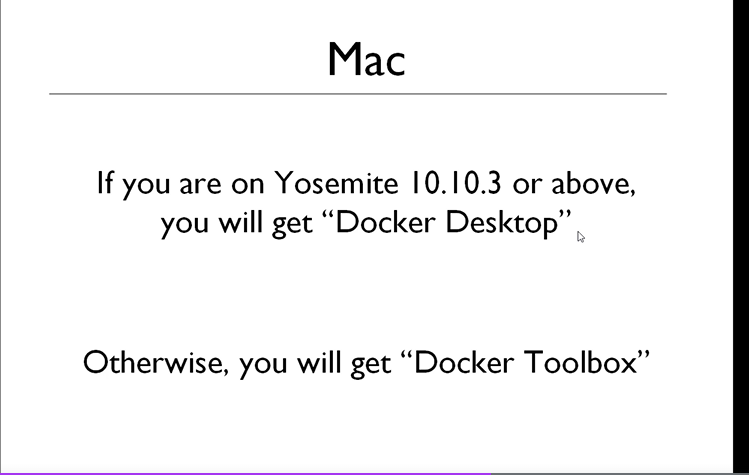 Mac
If you are on Yosemite 10.10.3 or above,
you will get “Docker Desktop”
Otherwise, you will get “Docker Toolbox”